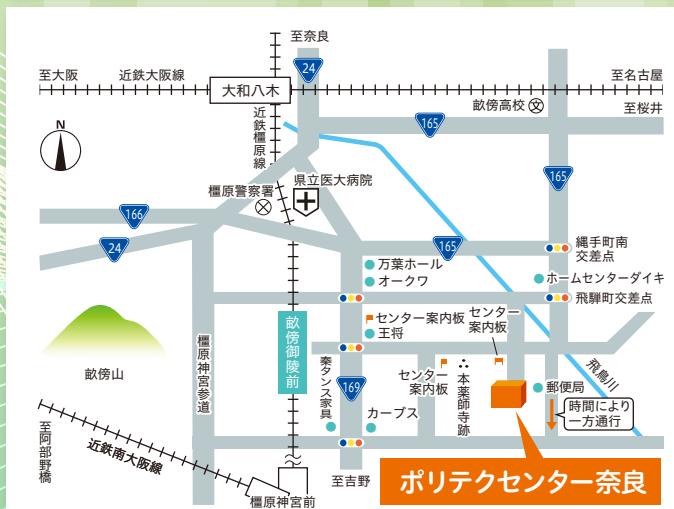 至奈良
24
至大阪
近鉄大阪線
大和八木
至名古屋
畝傍高校
文
至桜井
165
近鉄橿原線
N
県立医大病院
橿原警察署
165
166
24
165
縄手町南
交差点
万葉ホール
オークワ
ホームセンターダイキ
飛騨町交差点
センター案内板
センター
案内板
王将
畝傍御陵前
橿原神宮参道
畝傍山
秦タンス家具
169
カーブス
センター
案内板
本薬師寺跡
飛鳥川
郵便局
時間により
一方通行
至阿部野橋
近鉄南大阪線
橿原神宮前
至吉野
ポリテクセンター奈良